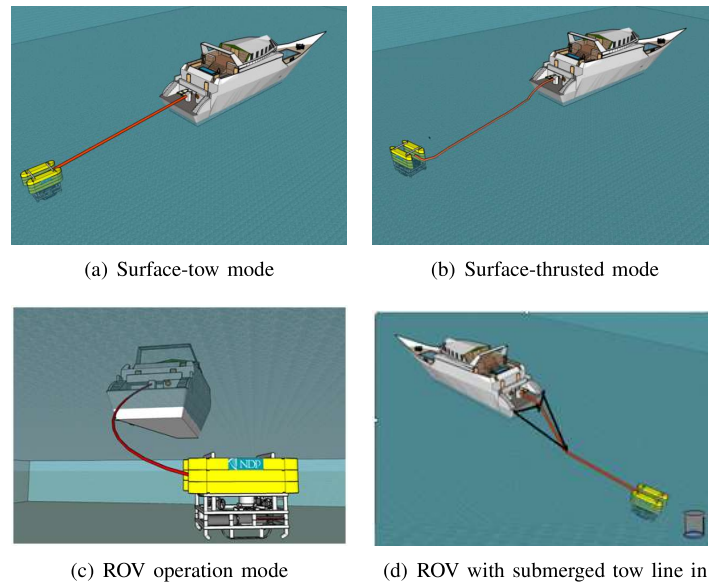 (a) Surface-tow mode
(b) Surface-thrusted mode
NDP
(c) ROV operation mode
(d) ROV with submerged tow line in